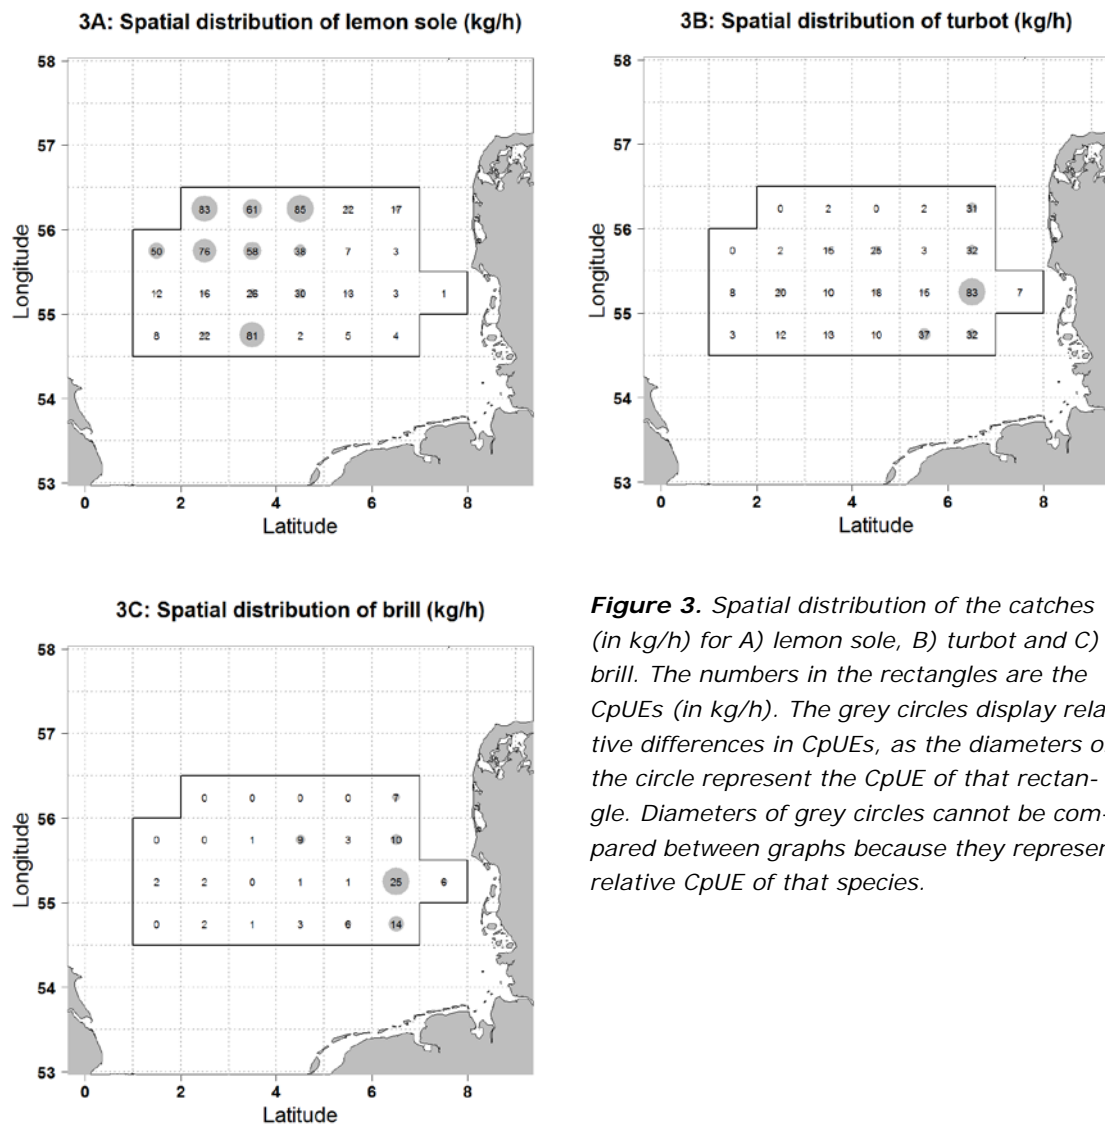 3A: Spatial distribution of lemon sole (kg/h)
58
57
56
55
54
53
Longitude
83 61 85 22 17
50 76 58 38 7 3
12 16 26 30 13 3 1
8 22 81 2 5 4
0 2 4 6 8
Latitude
3B: Spatial distribution of turbot (kg/h)
58
57
56
55
54
53
Longitude
0 2 0 2 31
0 2 25 3 32
8 20 10 15 83 7
3 12 13 10 37 32
0 2 4 6 8
Latitude
3C: Spatial distribution of brill (kg/h)
58
57
56
55
54
53
Longitude
0 0 0 0 7
0 0 1 9 3 10
2 2 0 1 1 25 6
0 2 1 3 6 14
0 2 4 6 8
Latitude
Figure 3. Spatial distribution of the catches
(in kg/h) for A) lemon sole, B) turbot and C)
brill. The numbers in the rectangles are the
CpUEs (in kg/h). The grey circles display rela-
tive differences in CpUEs, as the diameters o
the circle represent the CpUE of that rectan-
gle. Diameters of grey circles cannot be com-
pared between graphs because they represen
relative CpUE of that species.